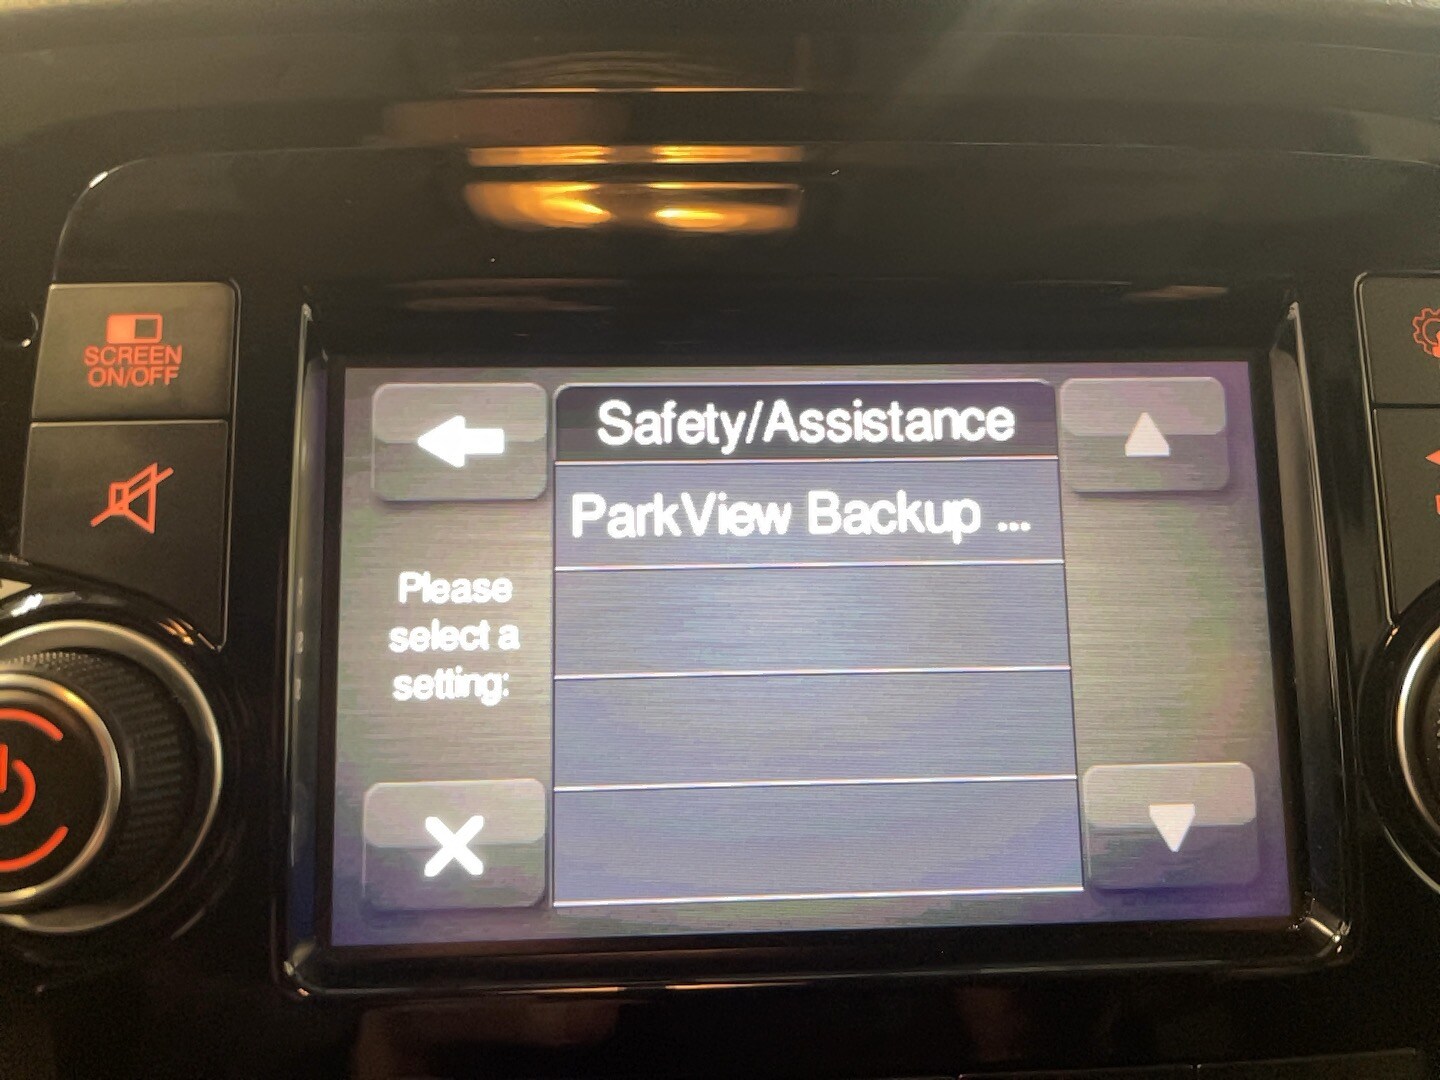 SCREEN
ON/OFF
Safety/Assistance
ParkView Backup ...
Please
select a
setting: